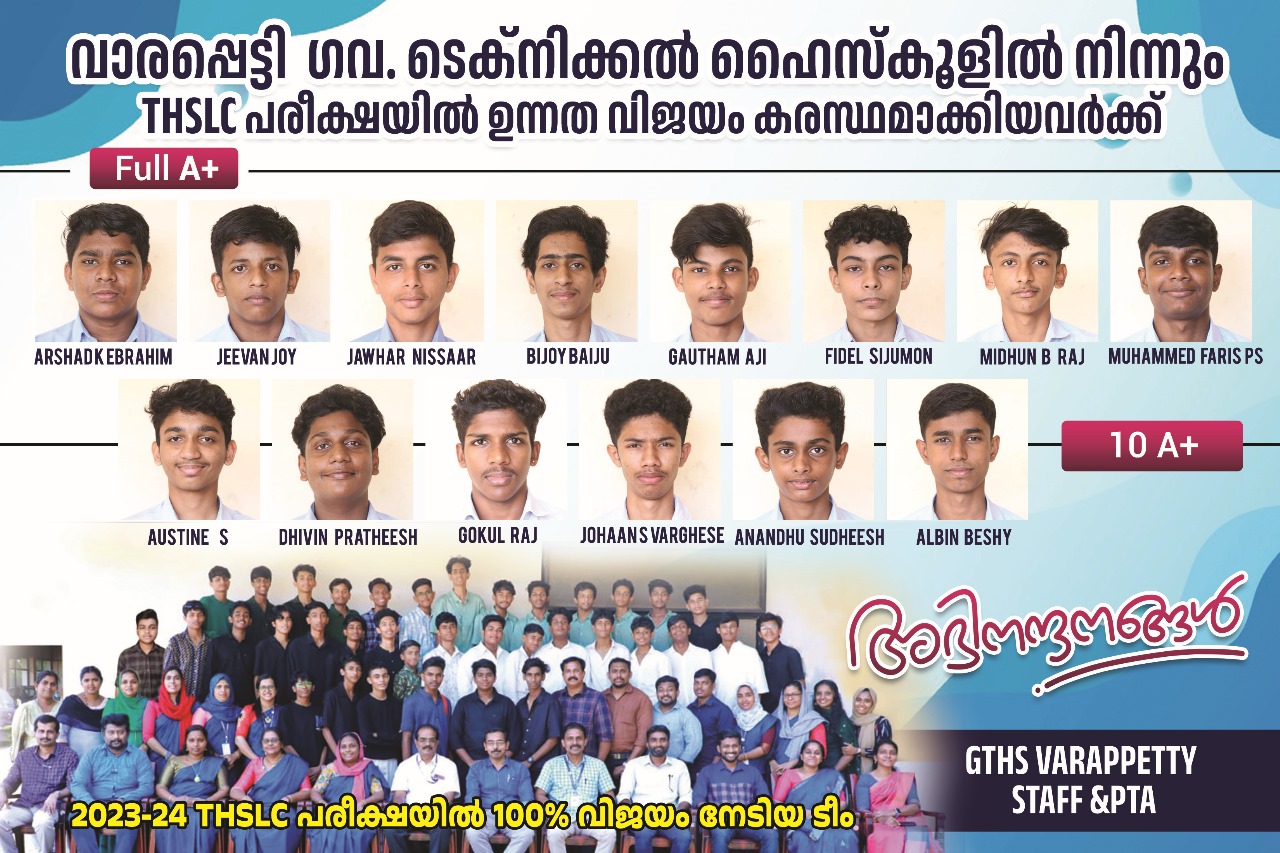 വാരപ്പെട്ടി ഗവ. ടെക്നിക്കൽ ഹൈസ്കൂളിൽ നിന്നും
THSLC പരീക്ഷയിൽ ഉന്നത വിജയം കരസ്ഥമാക്കിയവർക്ക്
Full A+
ARSHAD K EBRAHIM JEEVAN JOY JAWHAR NISSAAR BIJOY BAIJU GAUTHAM AJI FIDEL SIJUMON MIDHUN B RAJ MUHAMMED FARIS PS
10 A+
AUSTINE S DHIVIN PRATHEESH GOKUL RAJ JOHAAN S VARGHESE ANANDHU SUDHEESH ALBIN BESHY
അഭിനന്ദനങ്ങൾ
GTHS VARAPPETTY
STAFF &PTA
2023-24 THSLC പരീക്ഷയിൽ 100% വിജയം നേടിയ ടീം